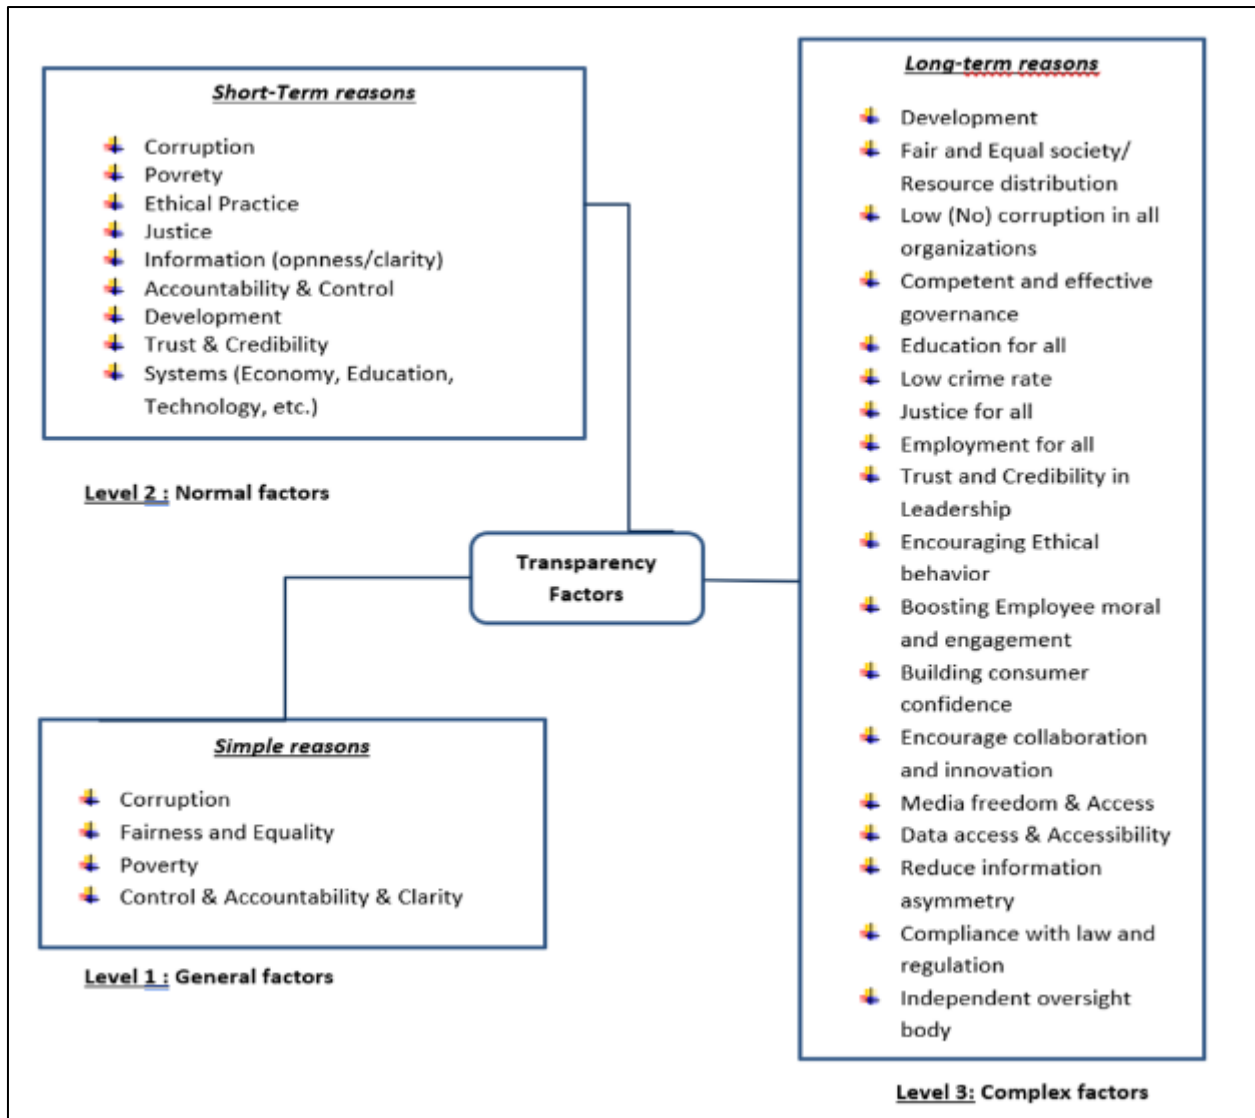 Short-Term reasons
Corruption
Povrety
Ethical Practice
Justice
Information (opnness/clarity)
Accountability & Control
Development
Trust & Credibility
Systems (Economy, Education,
Technology, etc.)
Level 2 : Normal factors
Transparency
Factors
Simple reasons
Corruption
Fairness and Equality
Poverty
Control & Accountability & Clarity
Level 1 : General factors
Long-term reasons
Development
Fair and Equal society/
Resource distribution
Low (No) corruption in all
organizations
Competent and effective
governance
Education for all
Low crime rate
Justice for all
Employment for all
Trust and Credibility in
Leadership
Encouraging Ethical
behavior
Boosting Employee moral
and engagement
Building consumer
confidence
Encourage collaboration
and innovation
Media freedom & Access
Data access & Accessibility
Reduce information
asymmetry
Compliance with law and
regulation
Independent oversight
body
Level 3: Complex factors